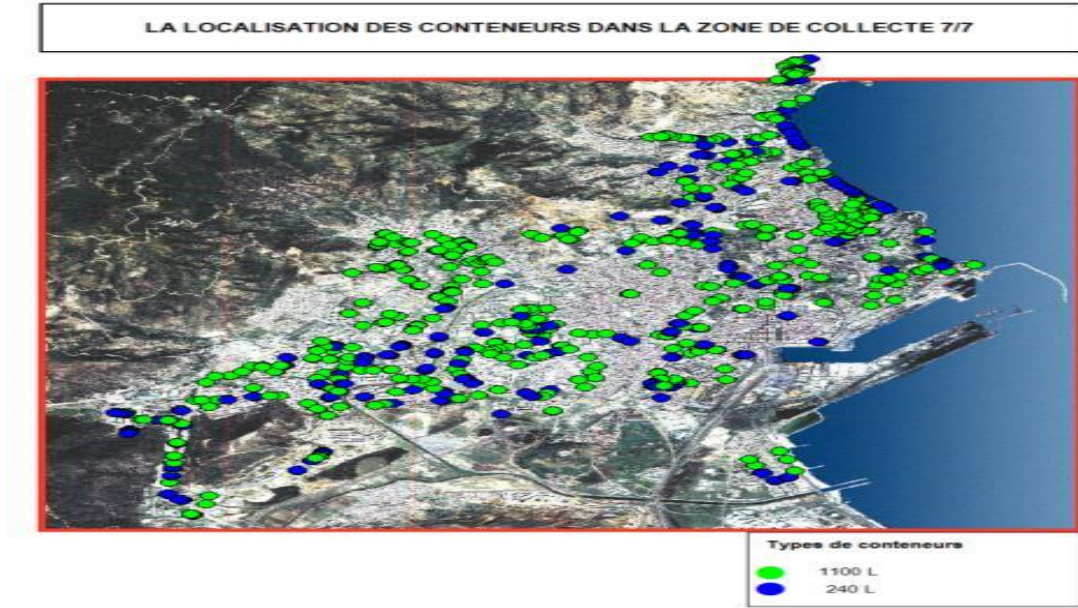 LA LOCALISATION DES CONTENEURS DANS LA ZONE DE COLLECTE 7/7
Types de conteneurs
1100 L
240 L